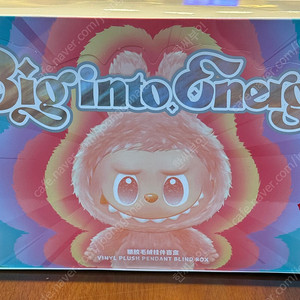 Big into Energ
搪胶毛绒挂件盲盒
VINYL PLUSH PENDANT BLIND BOX